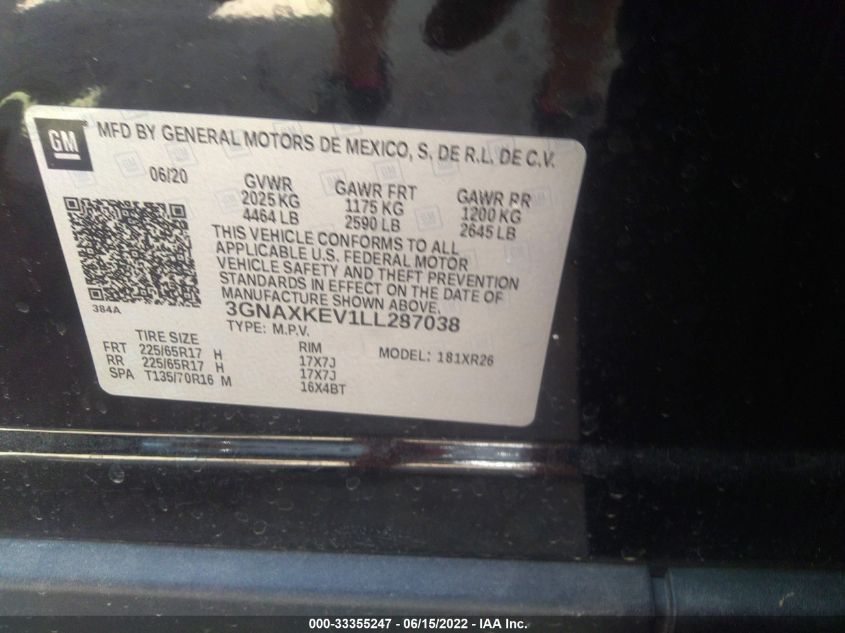 GM
MFD BY GENERAL MOTORS DE MEXICO, S. DE R.L. DE C.V.
06/20
GVWR GAWR FRT GAWR RR
2025 KG 1175 KG 1200 KG
4464 LB 2590 LB 2645 LB
THIS VEHICLE CONFORMS TO ALL
APPLICABLE U.S. FEDERAL MOTOR
VEHICLE SAFETY AND THEFT PREVENTION
STANDARDS IN EFFECT ON THE DATE OF
MANUFACTURE SHOWN ABOVE.
384A
3GNAXKEV1LL287038
TYPE: M.P.V.
TIRE SIZE RIM MODEL: 181XR26
FRT 225/65R17 H 17X7J
RR 225/65R17 H 17X7J
SPA T135/70R16 M 16X4BT
000-33355247 - 06/15/2022 - IAA Inc.